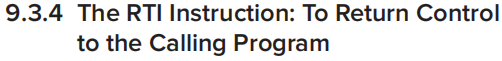 9.3.4 The RTI Instruction: To Return Control
to the Calling Program